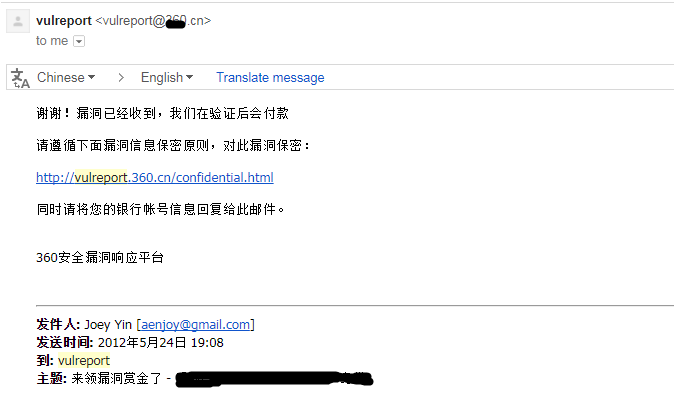 vulreport <vulreport@.cn>
to me
Chinese > English Translate message
谢谢！漏洞已经收到，我们在验证后会付款
请遵循下面漏洞信息保密原则，对此漏洞保密：
http://vulreport.360.cn/confidential.html
同时请将您的银行帐号信息回复给此邮件。
360安全漏洞响应平台
发件人: Joey Yin [aenjoy@gmail.com]
发送时间: 2012年5月24日 19:08
到: vulreport
主题: 来领漏洞赏金了 -